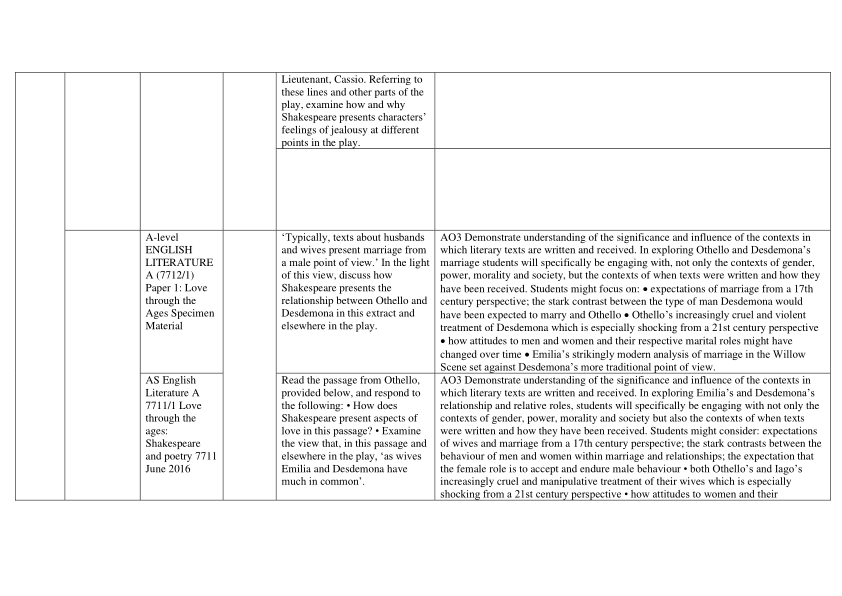 Lieutenant, Cassio. Referring to
these lines and other parts of the
play, examine how and why
Shakespeare presents characters’
feelings of jealousy at different
points in the play.
A-level
ENGLISH
LITERATURE
A (7712/1)
Paper 1: Love
through the
Ages Specimen
Material
‘Typically, texts about husbands
and wives present marriage from
a male point of view.’ In the light
of this view, discuss how
Shakespeare presents the
relationship between Othello and
Desdemona in this extract and
elsewhere in the play.
AO3 Demonstrate understanding of the significance and influence of the contexts in
which literary texts are written and received. In exploring Othello and Desdemona’s
marriage students will specifically be engaging with, not only the contexts of gender,
power, morality and society, but the contexts of when texts were written and how they
have been received. Students might focus on: • expectations of marriage from a 17th
century perspective; the stark contrast between the type of man Desdemona would
have been expected to marry and Othello • Othello’s increasingly cruel and violent
treatment of Desdemona which is especially shocking from a 21st century perspective
• how attitudes to men and women and their respective marital roles might have
changed over time • Emilia’s strikingly modern analysis of marriage in the Willow
Scene set against Desdemona’s more traditional point of view.
AS English
Literature A
7711/1 Love
through the
ages:
Shakespeare
and poetry 7711
June 2016
Read the passage from Othello,
provided below, and respond to
the following: • How does
Shakespeare present aspects of
love in this passage? • Examine
the view that, in this passage and
elsewhere in the play, ‘as wives
Emilia and Desdemona have
much in common’.
AO3 Demonstrate understanding of the significance and influence of the contexts in
which literary texts are written and received. In exploring Emilia’s and Desdemona’s
relationship and relative roles, students will specifically be engaging with not only the
contexts of gender, power, morality and society but also the contexts of when texts
were written and how they have been received. Students might consider: expectations
of wives and marriage from a 17th century perspective; the stark contrasts between the
behaviour of men and women within marriage and relationships; the expectation that
the female role is to accept and endure male behaviour • both Othello’s and Iago’s
increasingly cruel and manipulative treatment of their wives which is especially
shocking from a 21st century perspective • how attitudes to women and their